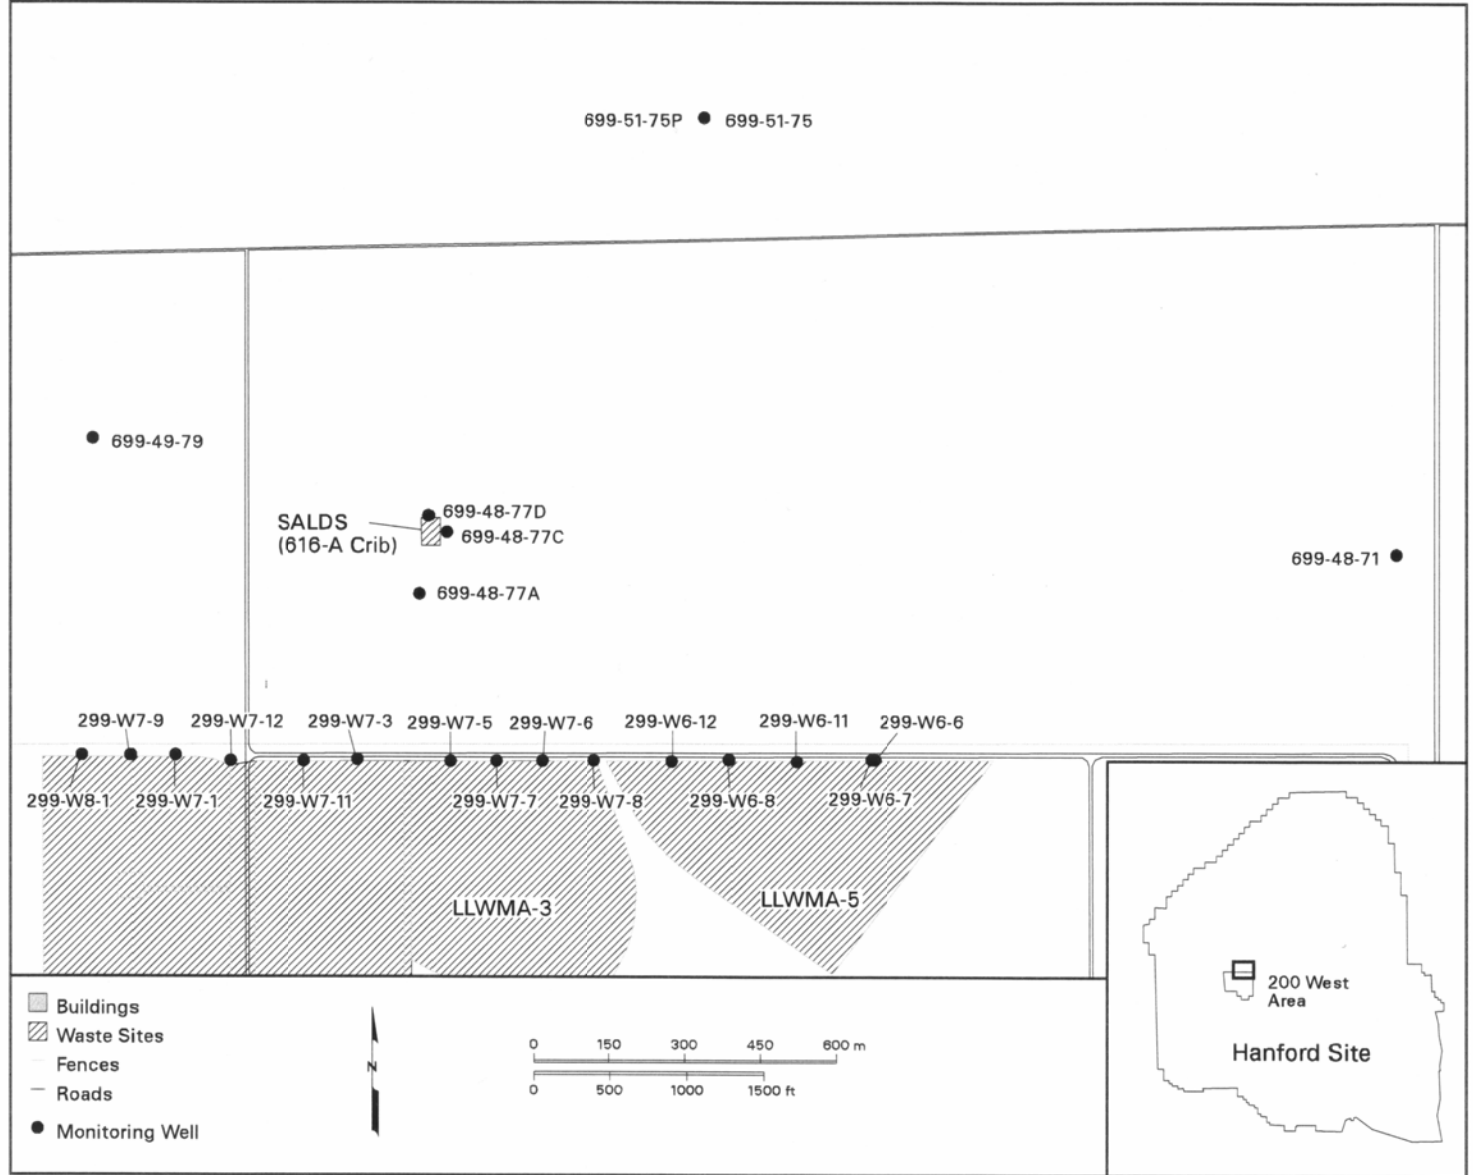 699-51-75P 699-51-75
699-49-79
699-48-77D
SALDS
(616-A Crib)
699-48-77C
699-48-71
699-48-77A
299-W7-9 299-W7-12 299-W7-3 299-W7-5 299-W7-6 299-W6-12 299-W6-11 299-W6-6
299-W8-1 299-W7-1 299-W7-11 299-W7-7 299-W7-8 299-W6-8 299-W6-7
LLWMA-3
LLWMA-5
Buildings
Waste Sites
Fences
Roads
Monitoring Well
N
0 150 300 450 600 m
0 500 1000 1500 ft
200 West
Area
Hanford Site